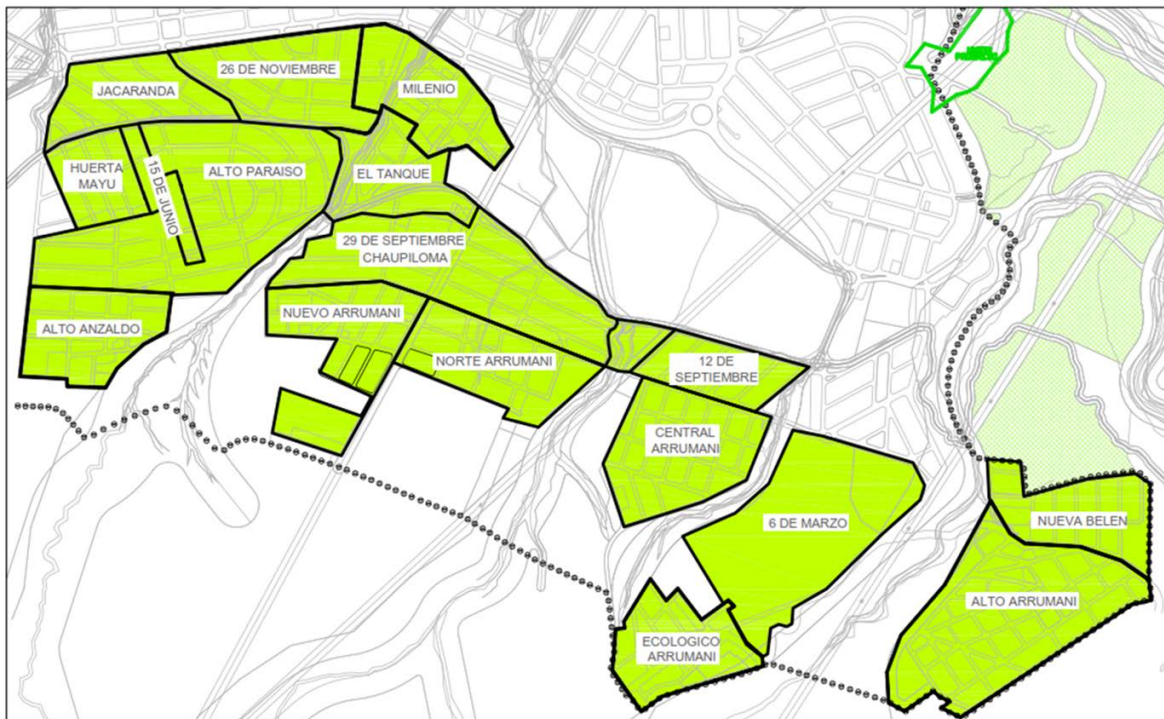 26 DE NOVIEMBRE
JACARANDA
MILENIO
HUERTA
MAYU
15 DE JUNIO
ALTO PARAISO
EL TANQUE
29 DE SEPTIEMBRE
CHAUPILOMA
ALTO ANZALDO
NUEVO ARRUMANI
NORTE ARRUMANI
12 DE
SEPTIEMBRE
CENTRAL
ARRUMANI
6 DE MARZO
NUEVA BELEN
ALTO ARRUMANI
ECOLOGICO
ARRUMANI